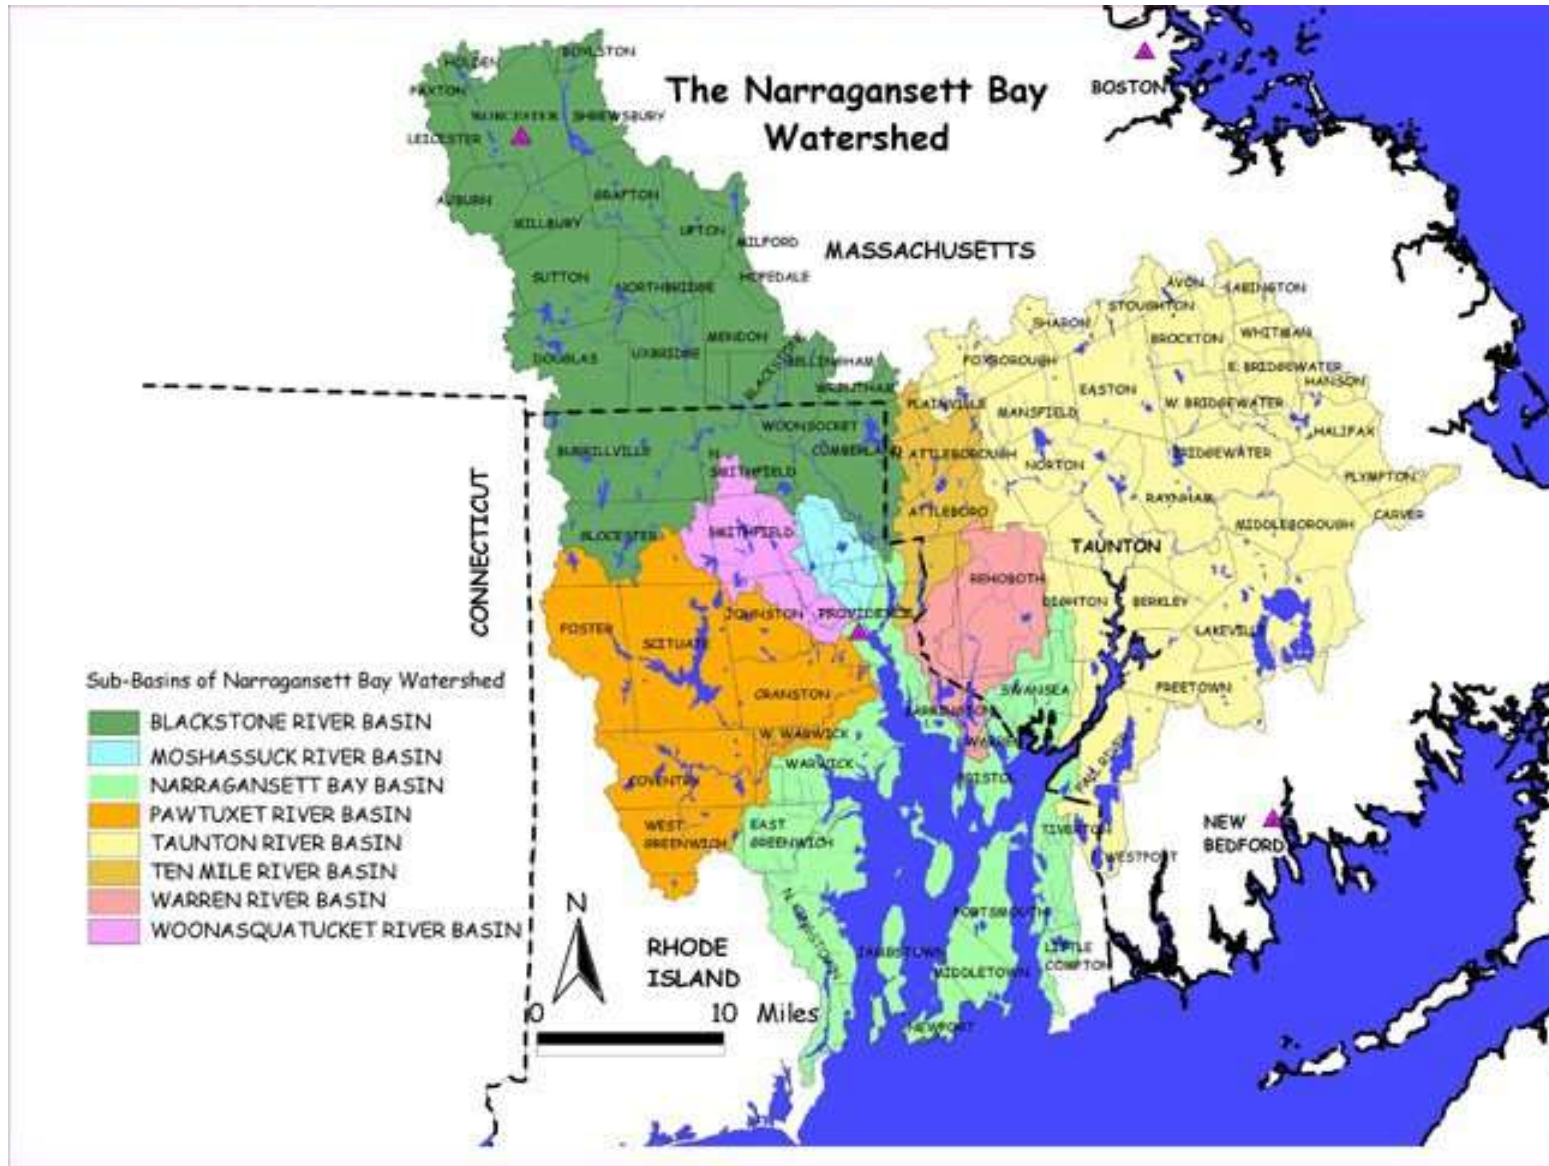 The Narragansett Bay
Watershed
BOSTON
MASSACHUSETTS
CONNECTICUT
RHODE
ISLAND
NEW
BEDFORD
HOLDEN
BOYLSTON
PAXTON
WORCESTER
SHREWSBURY
LEICESTER
AUBURN
GRAFTON
MILLBURY
UPTON
MILFORD
SUTTON
NORTHBRIDGE
HOPEDALE
MENDON
DOUGLAS
UXBRIDGE
BLACKSTONE
BELLINGHAM
WRENTHAM
WOONSOCKET
CUMBERLAND
BURRILLVILLE
N.
SMITHFIELD
GLOCESTER
SMITHFIELD
AVON
ABINGTON
STOUGHTON
SHARON
WHITMAN
BROCKTON
FOXBOROUGH
E. BRIDGEWATER
HANSON
EASTON
PLAINVILLE
MANSFIELD
W. BRIDGEWATER
HALIFAX
N. ATTLEBOROUGH
NORTON
BRIDGEWATER
PLYMPTON
RAYNHAM
ATTLEBORO
MIDDLEBOROUGH
CARVER
TAUNTON
REHOBOTH
DIGHTON
BERKLEY
JOHNSTON
PROVIDENCE
FOSTER
SCITUATE
LAKEVILLE
CRANSTON
SWANSEA
FREETOWN
BARRINGTON
W. WARWICK
WARREN
WARWICK
FALL RIVER
COVENTRY
BRISTOL
WEST
GREENWICH
EAST
GREENWICH
TIVERTON
WESTPORT
N. KINGSTOWN
PORTSMOUTH
JAMESTOWN
LITTLE
COMPTON
MIDDLETOWN
NEWPORT
Sub-Basins of Narragansett Bay Watershed
BLACKSTONE RIVER BASIN
MOSHASSUCK RIVER BASIN
NARRAGANSETT BAY BASIN
PAWTUXET RIVER BASIN
TAUNTON RIVER BASIN
TEN MILE RIVER BASIN
WARREN RIVER BASIN
WOONASQUATUCKET RIVER BASIN
N
0 10 Miles